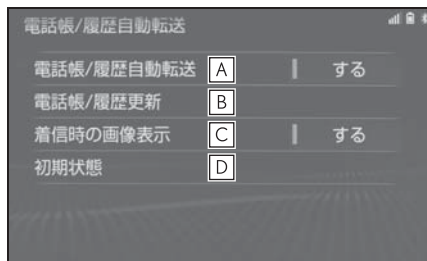 電話帳/履歴自動転送
電話帳/履歴自動転送 A する
電話帳/履歴更新 B
着信時の画像表示 C する
初期状態 D